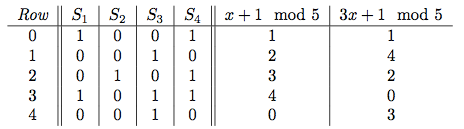 Row S₁ S₂ S₃ S₄ x + 1 mod 5 3x + 1 mod 5
0 1 0 0 1 1 1
1 0 0 1 0 2 4
2 0 1 0 1 3 2
3 1 0 1 1 4 0
4 0 0 1 0 0 3